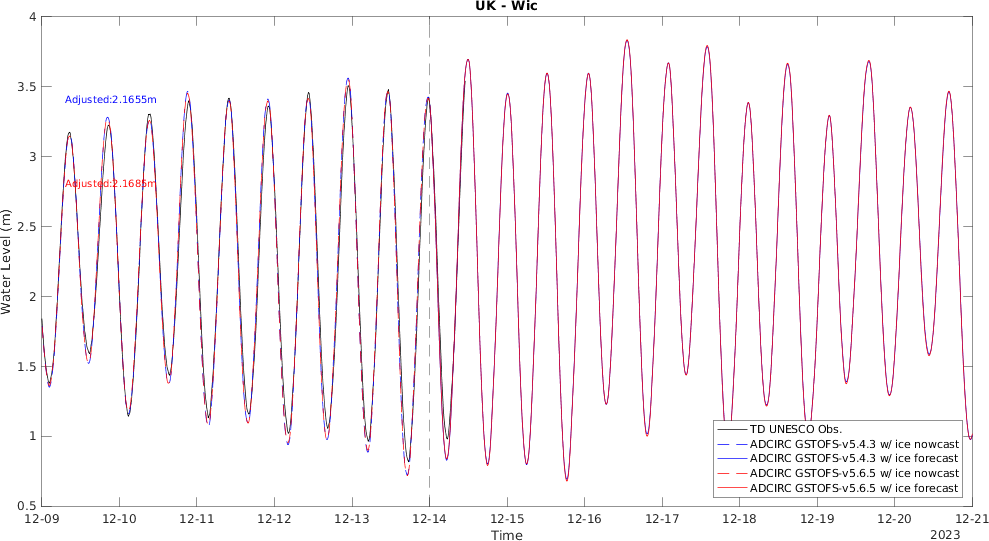 UK - Wic
4
3.5
3
2.5
2
1.5
1
0.5
Water Level (m)
Adjusted:2.1655m
Adjusted:2.1685m
TD UNESCO Obs.
ADCIRC GSTOFS-v5.4.3 w/ ice nowcast
ADCIRC GSTOFS-v5.4.3 w/ ice forecast
ADCIRC GSTOFS-v5.6.5 w/ ice nowcast
ADCIRC GSTOFS-v5.6.5 w/ ice forecast
12-09 12-10 12-11 12-12 12-13 12-14 12-15 12-16 12-17 12-18 12-19 12-20 12-21
Time
2023